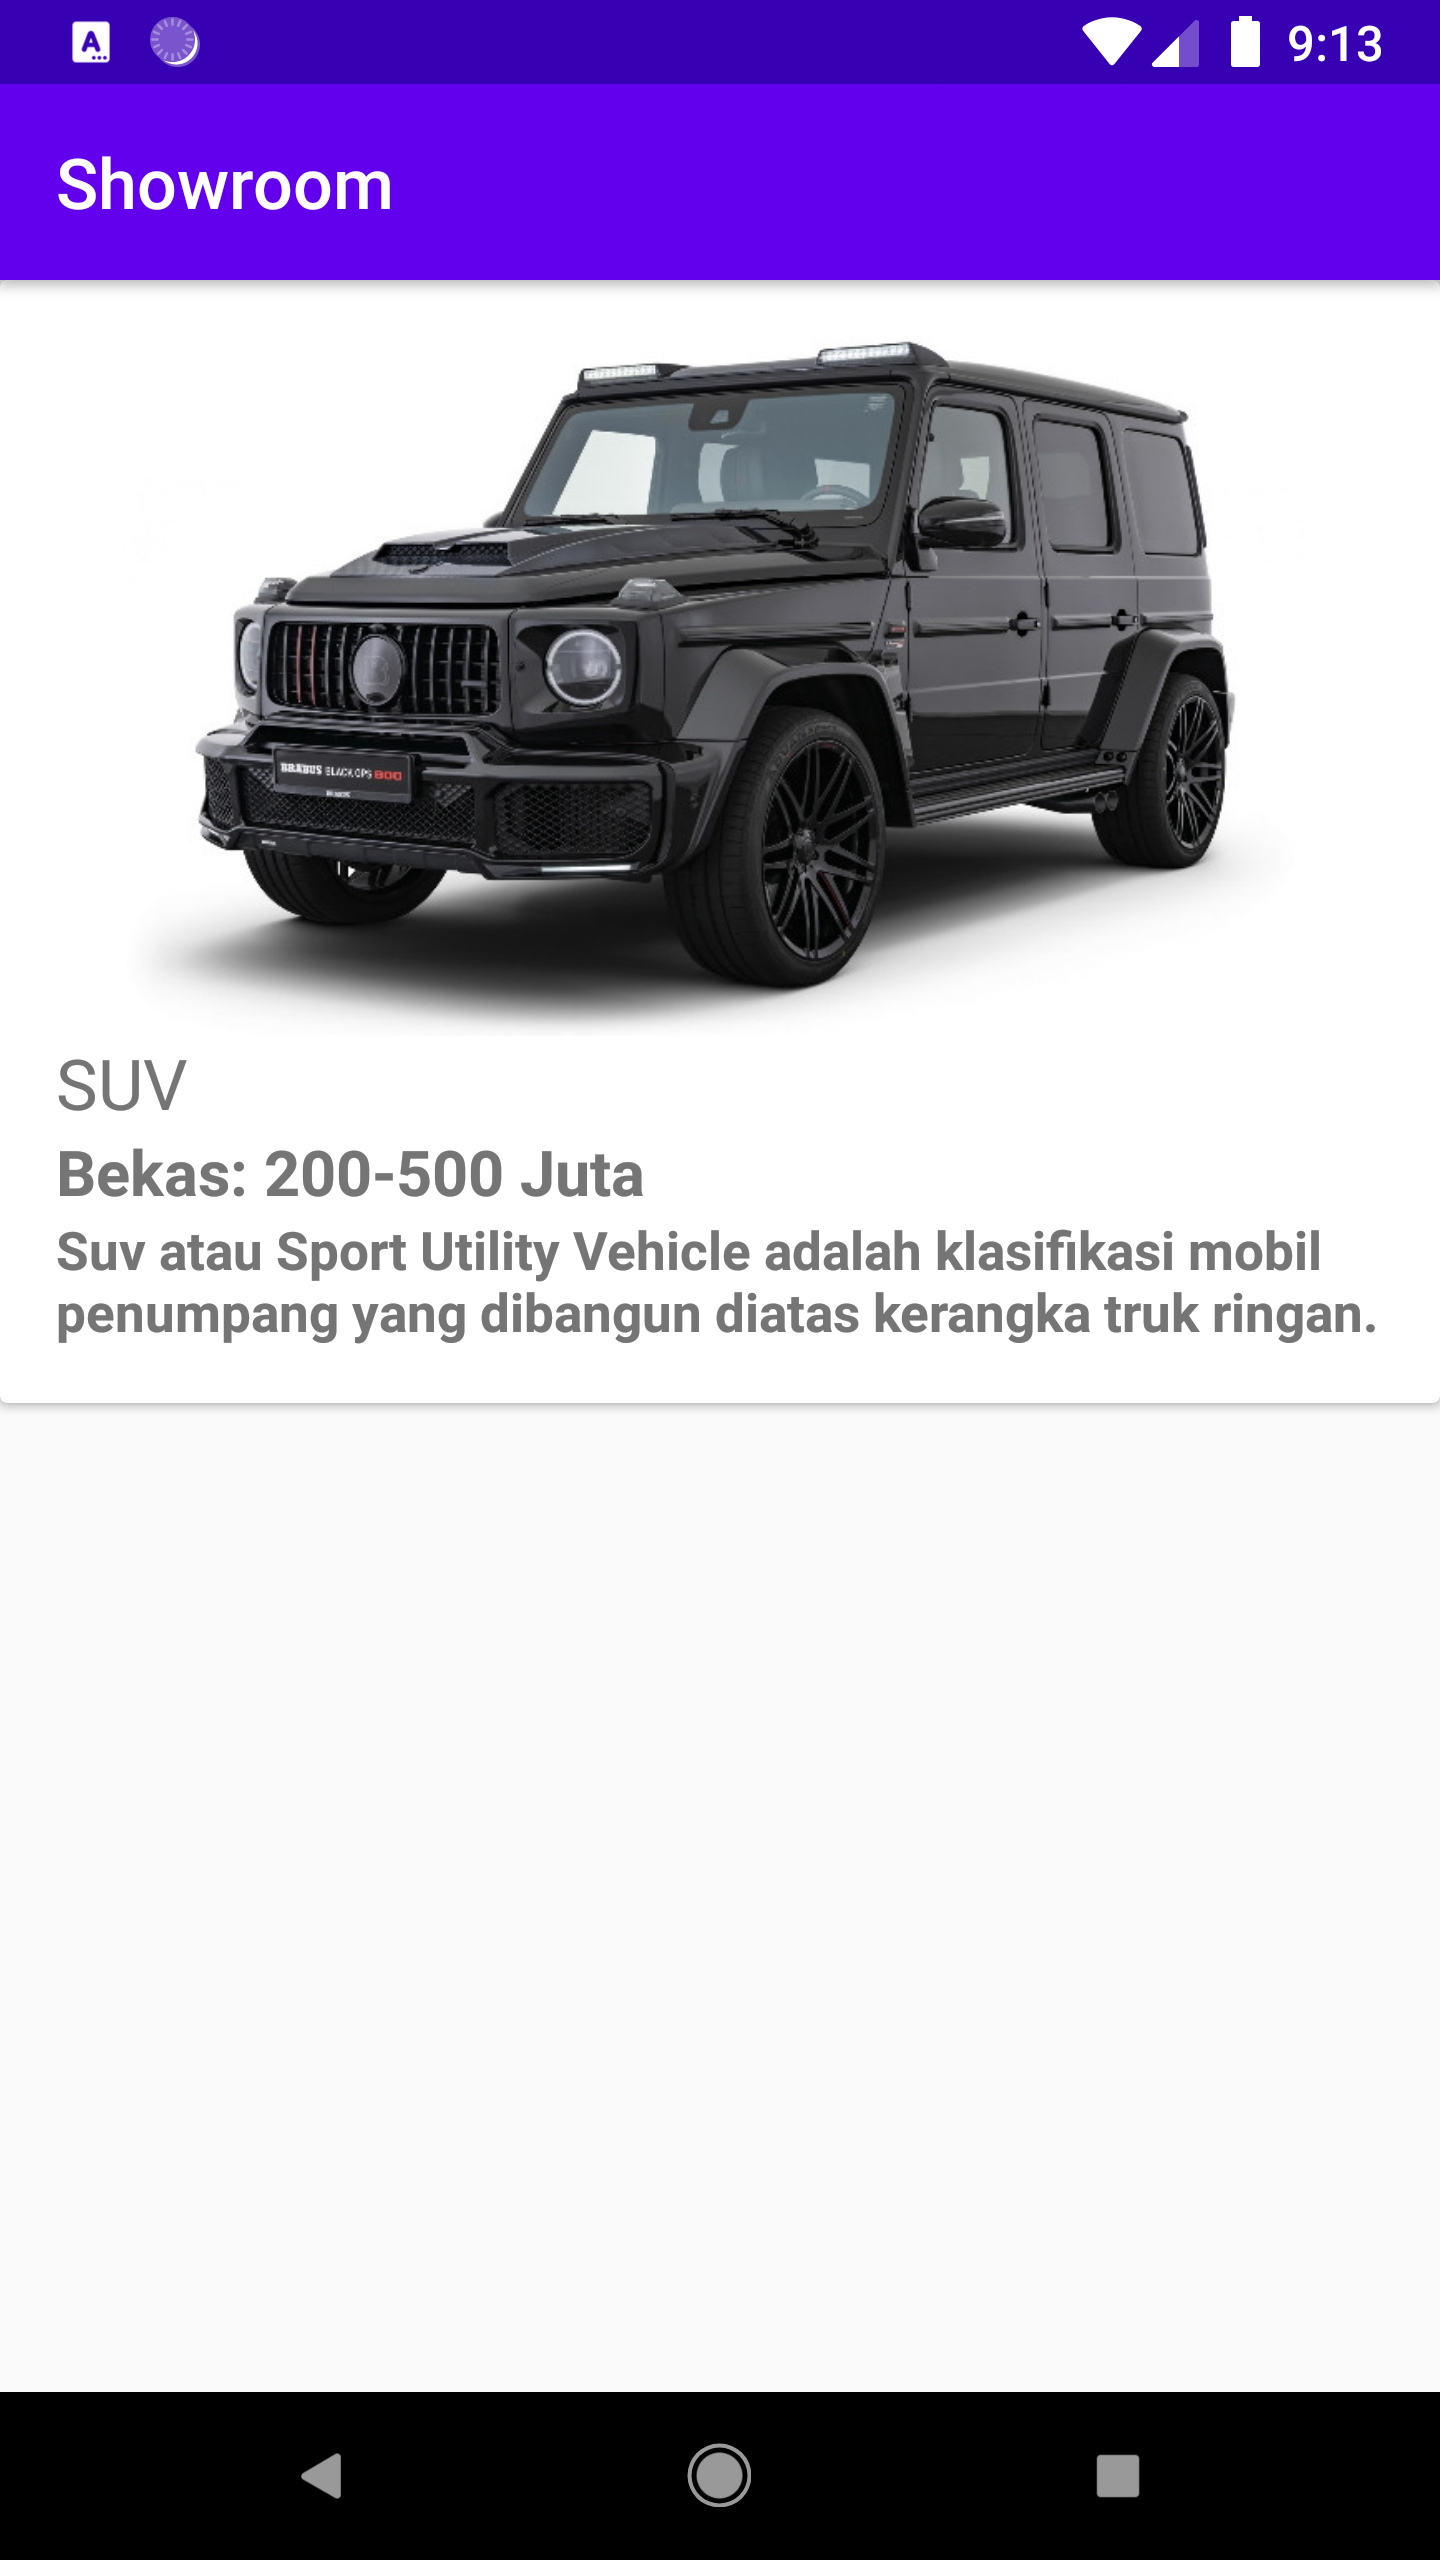 9:13
Showroom
BRABUS BLACK OPS 800
BRABUS
SUV
Bekas: 200-500 Juta
Suv atau Sport Utility Vehicle adalah klasifikasi mobil
penumpang yang dibangun diatas kerangka truk ringan.